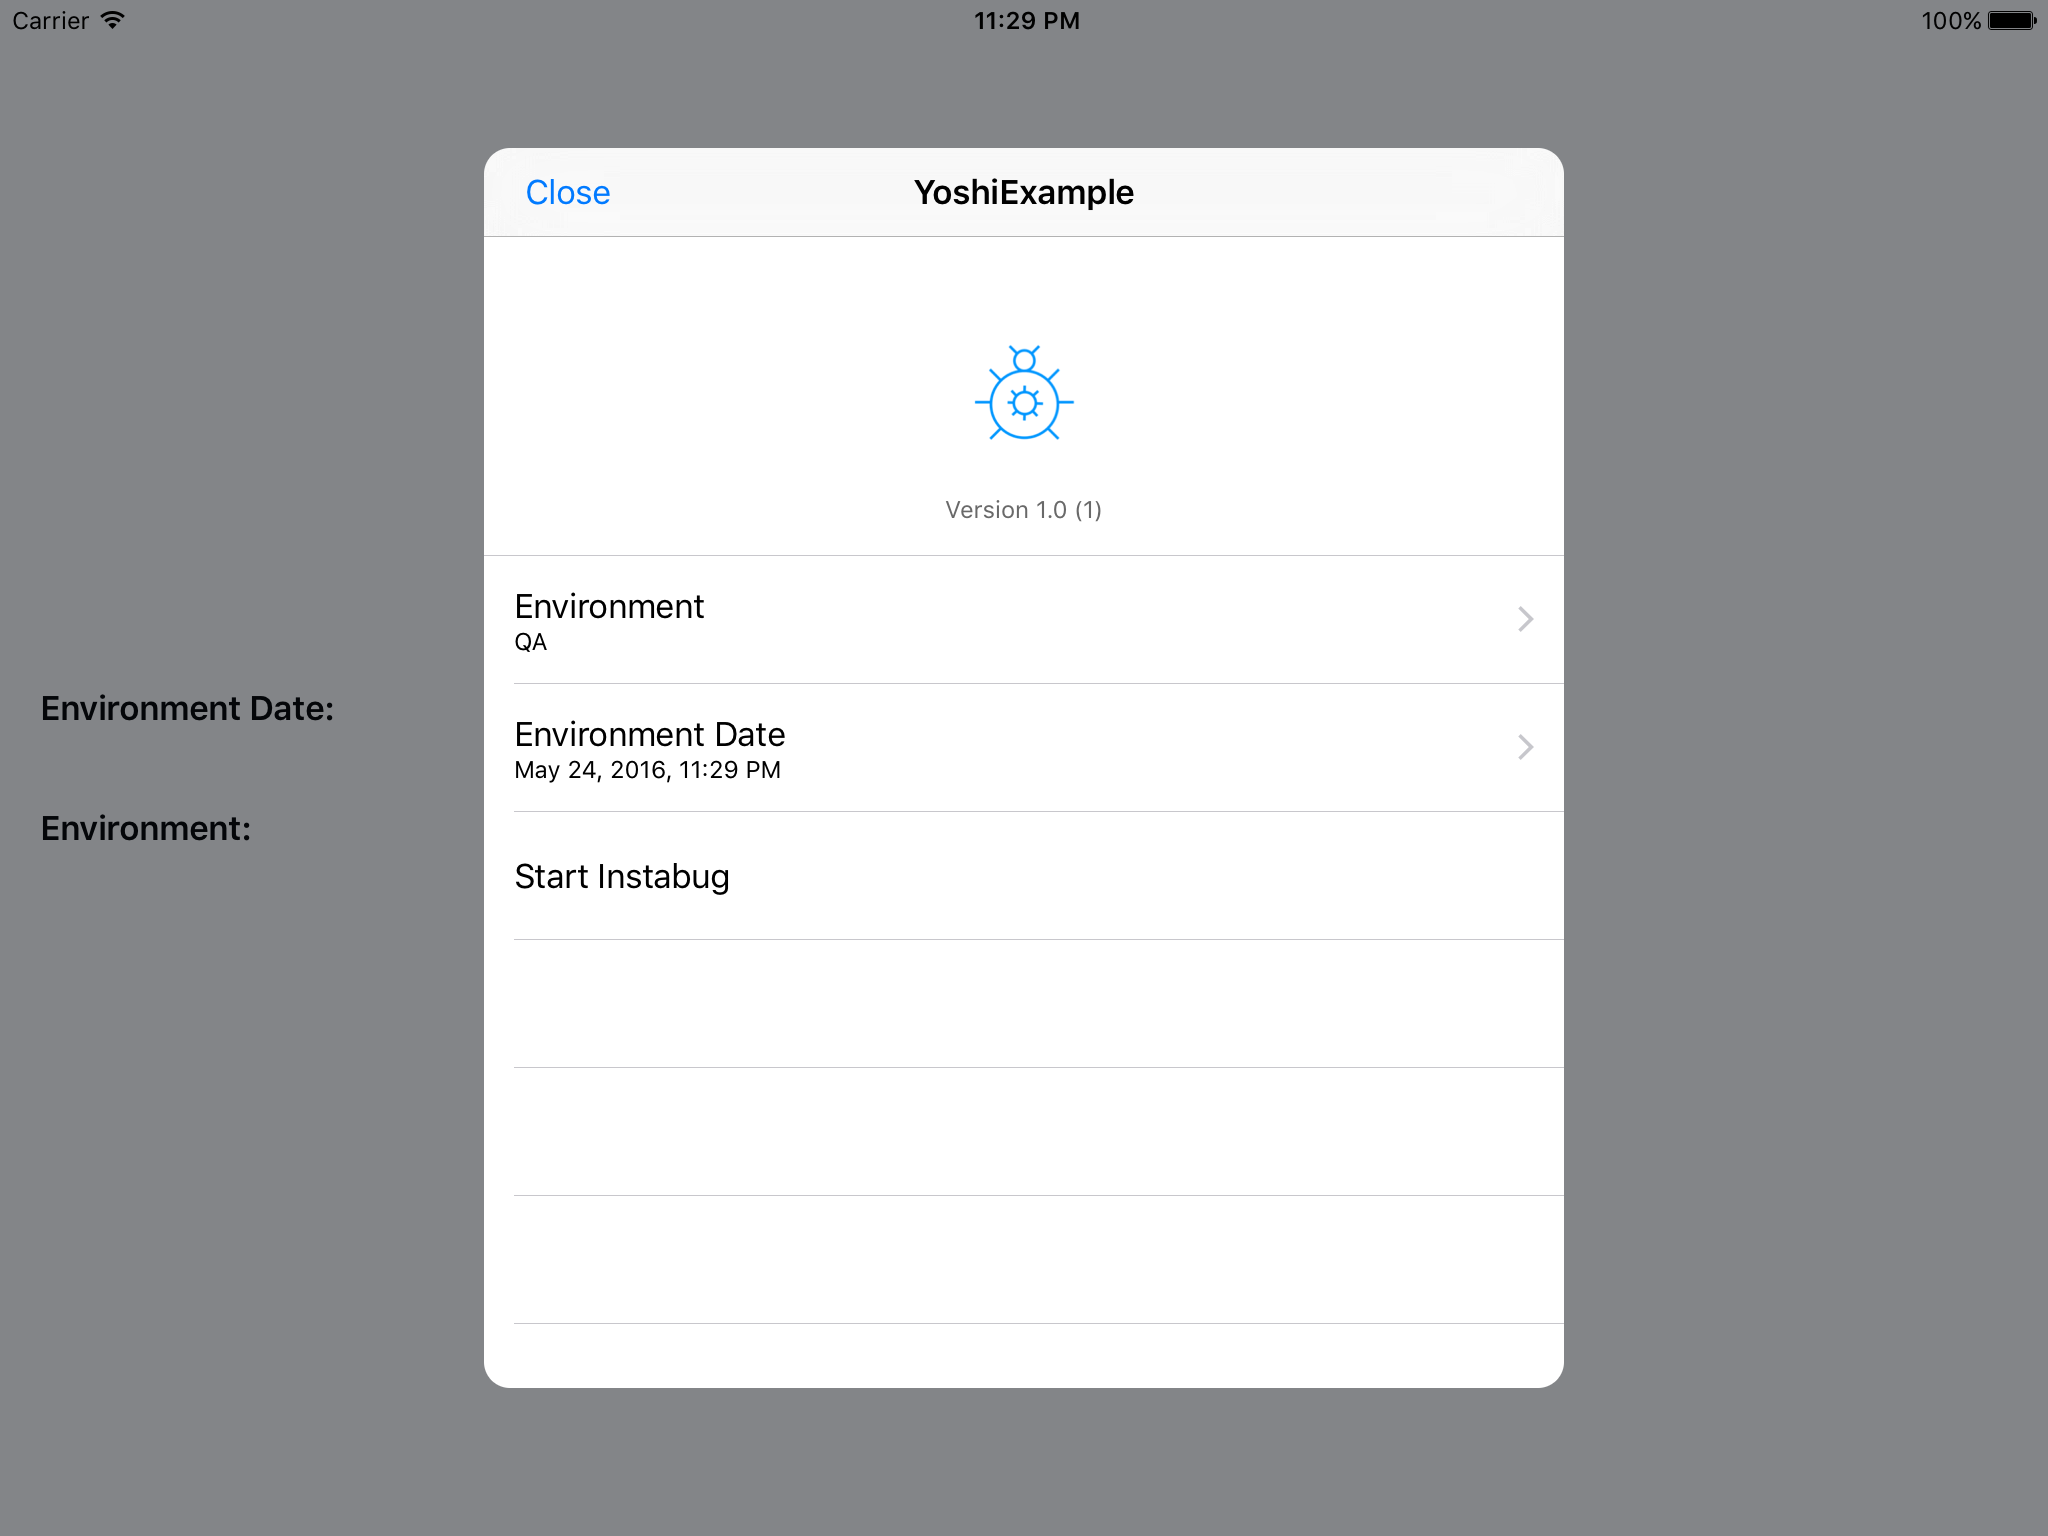 Carrier
11:29 PM
100%
Close
YoshiExample
Version 1.0 (1)
Environment
QA
Environment Date
May 24, 2016, 11:29 PM
Start Instabug
Environment Date:
Environment: